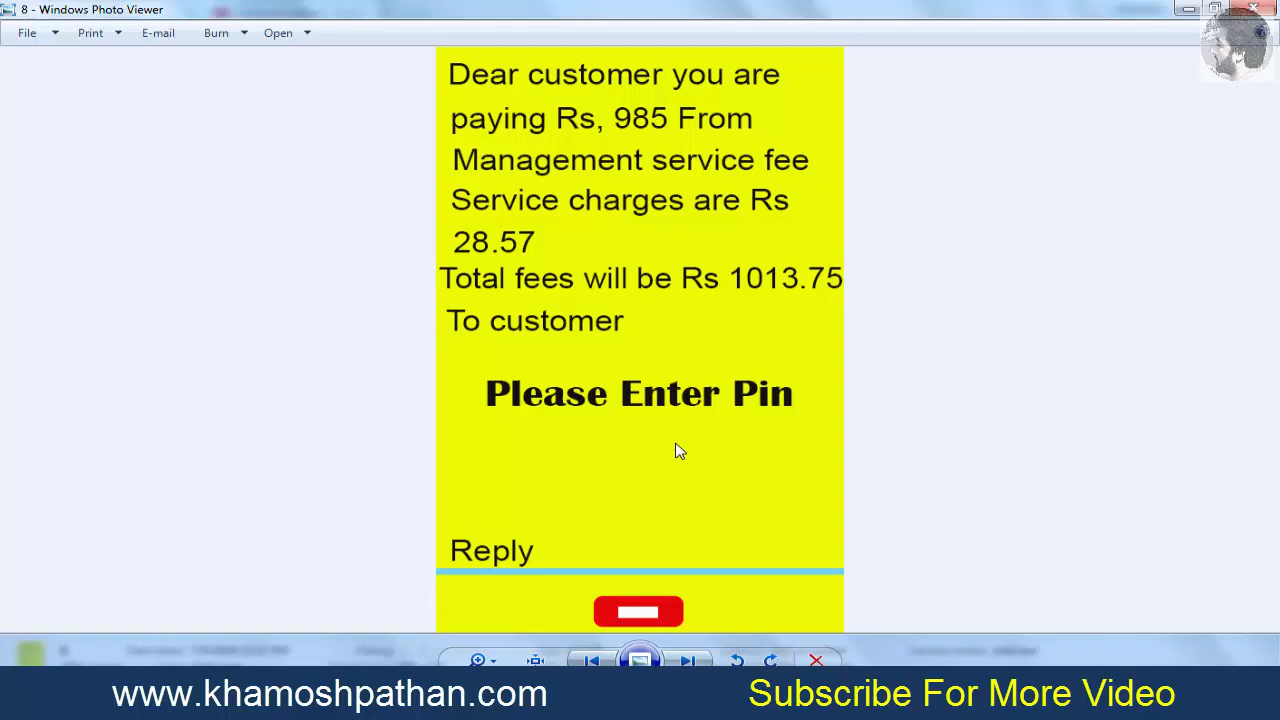 8 - Windows Photo Viewer
File Print E-mail Burn Open
Dear customer you are
paying Rs, 985 From
Management service fee
Service charges are Rs
28.57
Total fees will be Rs 1013.75
To customer
Please Enter Pin
Reply
www.khamoshpathan.com
Subscribe For More Video